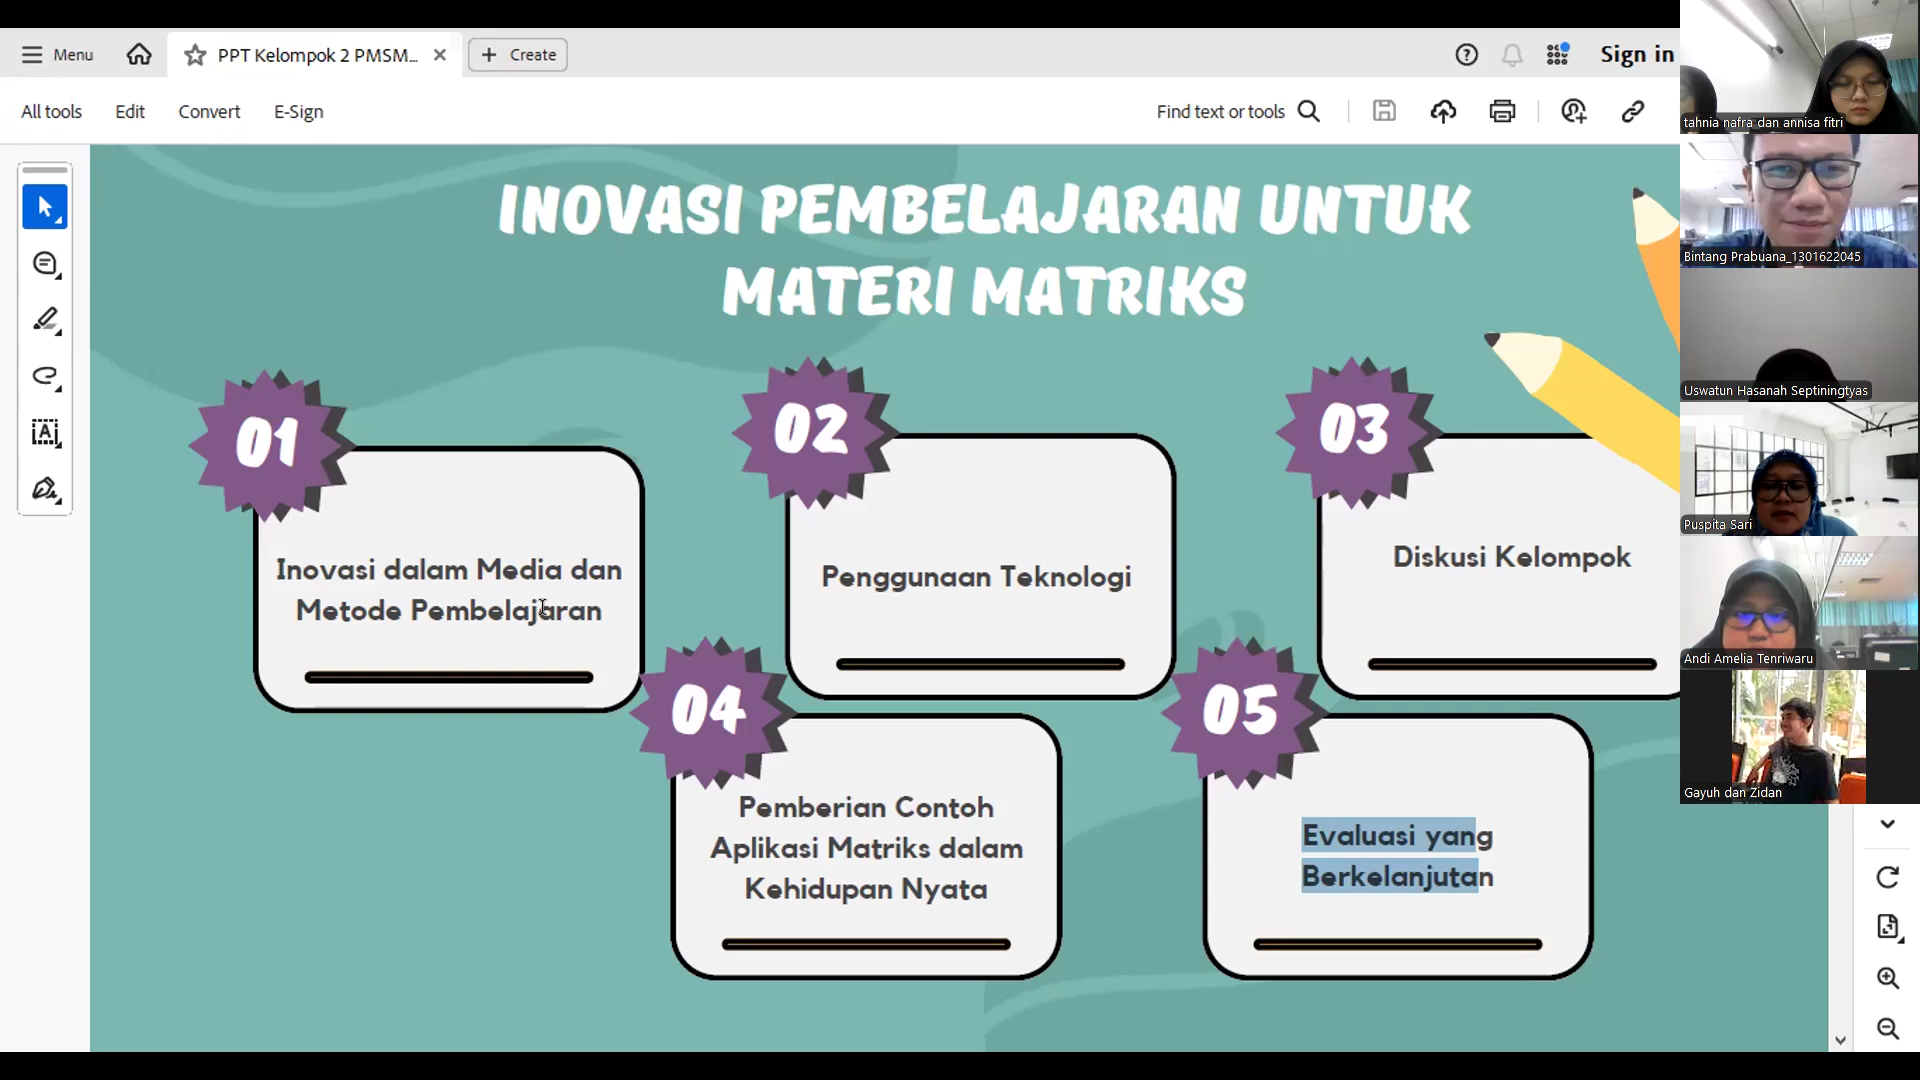 Menu
PPT Kelompok 2 PMSM...
Create
Sign in
All tools
Edit
Convert
E-Sign
Find text or tools
INOVASI PEMBELAJARAN UNTUK
MATERI MATRIKS
01
Inovasi dalam Media dan
Metode Pembelajaran
02
Penggunaan Teknologi
03
Diskusi Kelompok
04
Pemberian Contoh
Aplikasi Matriks dalam
Kehidupan Nyata
05
Evaluasi yang
Berkelanjutan
tahnia nafra dan annisa fitri
Bintang Prabuana_1301622045
Uswatun Hasanah Septiningtyas
Puspita Sari
Andi Amelia Tenriwaru
Gayuh dan Zidan